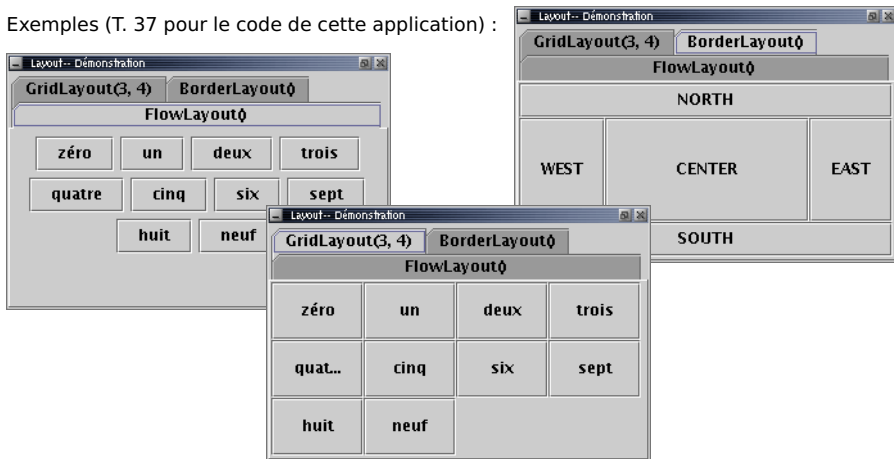 Exemples (T. 37 pour le code de cette application) :
Layout-- Démonstration
GridLayout(3, 4) BorderLayout()
FlowLayout()
zéro un deux trois
quatre cinq six sept
huit neuf
Layout-- Démonstration
GridLayout(3, 4) BorderLayout()
FlowLayout()
NORTH
WEST CENTER EAST
SOUTH
Layout-- Démonstration
GridLayout(3, 4) BorderLayout()
FlowLayout()
zéro un deux trois
quat... cinq six sept
huit neuf